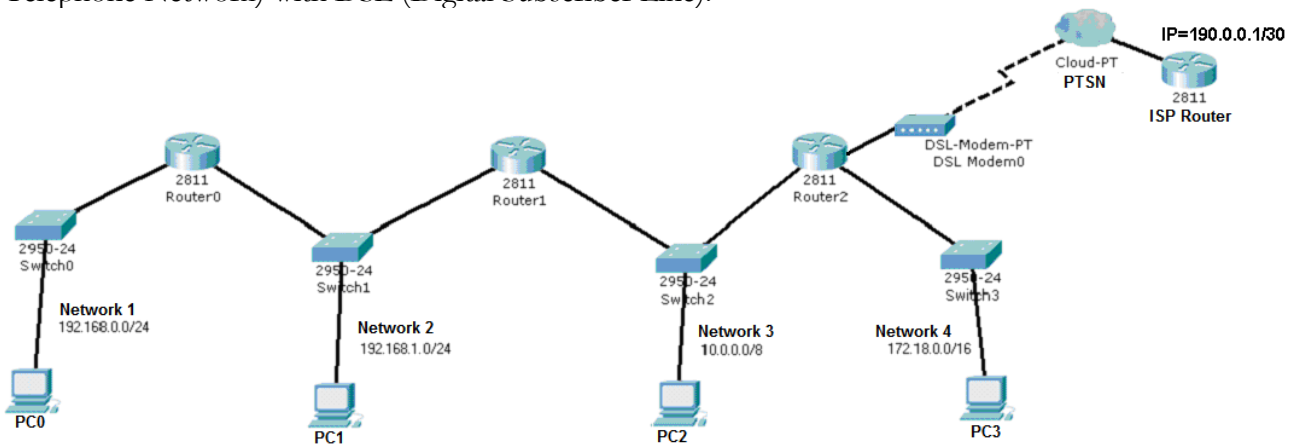 Telephone Network) with DSL (Digital Subscriber Line).
IP=190.0.0.1/30
Cloud-PT
PTSN
2811
ISP Router
DSL-Modem-PT
DSL Modem0
2811
Router0
2811
Router1
2811
Router2
2950-24
Switch0
2950-24
Switch1
2950-24
Switch2
2950-24
Switch3
Network 1
192.168.0.0/24
Network 2
192.168.1.0/24
Network 3
10.0.0.0/8
Network 4
172.18.0.0/16
PC0
PC1
PC2
PC3